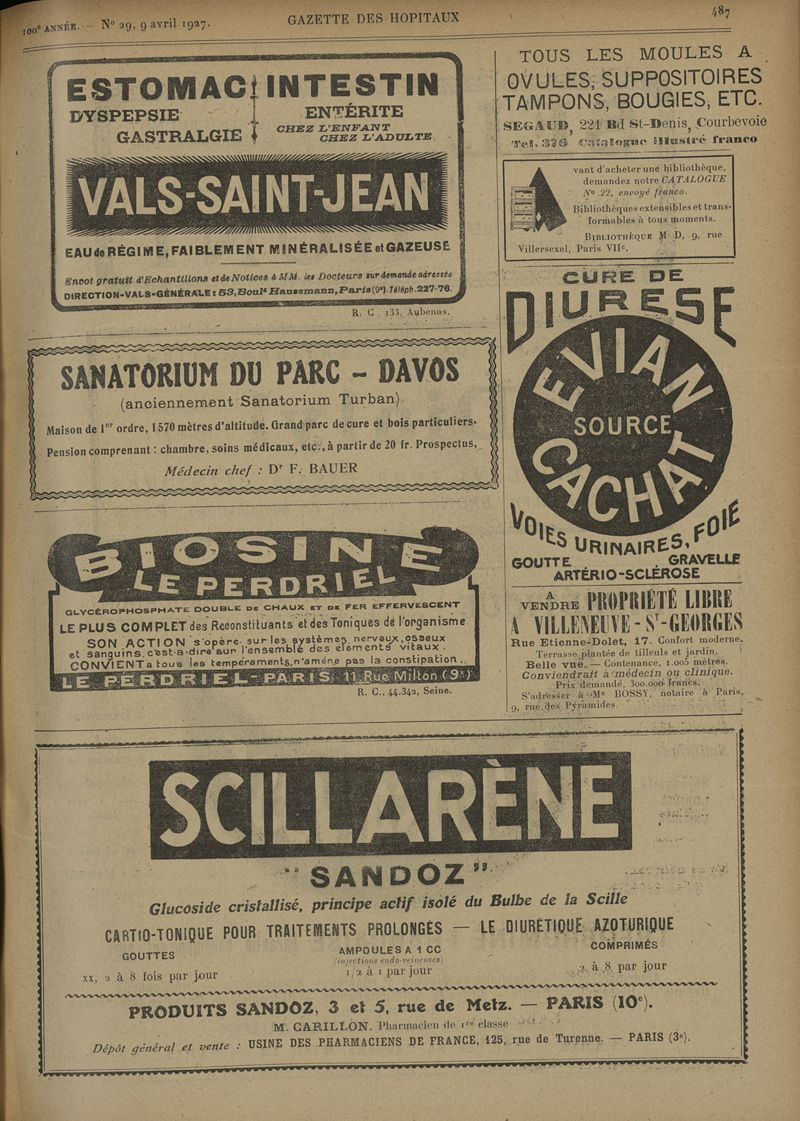 100e ANNÉE. — No 29, 9 avril 1927.
GAZETTE DES HOPITAUX
487
ESTOMAC INTESTIN
DYSPEPSIE ENTÉRITE
GASTRALGIE CHEZ L'ENFANT
CHEZ L'ADULTE
VALS-SAINT-JEAN
EAU de RÉGIME, FAIBLEMENT MINÉRALISÉE et GAZEUSE
Envoi gratuit d'Echantillons et de Notices à MM. les Docteurs sur demande adressée
DIRECTION-VALS-GÉNÉRALE: 53, Boult Haussmann, Paris (9e). Téléph. 227-76.
R. C. 133, Aubenas.
SANATORIUM DU PARC - DAVOS
(anciennement Sanatorium Turban)
Maison de 1er ordre, 1570 mètres d'altitude. Grand parc de cure et bois particuliers.
Pension comprenant : chambre, soins médicaux, etc., à partir de 20 fr. Prospectus.
Médecin chef : Dr F. BAUER
BIOSINE
LE PERDRIEL
GLYCÉROPHOSPHATE DOUBLE DE CHAUX ET DE FER EFFERVESCENT
LE PLUS COMPLET des Reconstituants et des Toniques de l'organisme
SON ACTION s'opère sur les systèmes nerveux, osseux
et sanguins, c'est-à-dire sur l'ensemble des éléments vitaux.
CONVIENT a tous les tempéraments, n'amène pas la constipation.
LE PERDRIEL-PARIS 11 Rue Milton (9e)
R. C., 44.342, Seine.
TOUS LES MOULES A
OVULES, SUPPOSITOIRES
TAMPONS, BOUGIES, ETC.
SEGAUD, 221 Bd St-Denis, Courbevoie
Tel. 376 Catalogue illustré franco
vant d'acheter une bibliothèque,
demandez notre CATALOGUE
No 22, envoyé franco.
Bibliothèques extensibles et trans-
formables à tous moments.
BIBLIOTHÈQUE M D, 9, rue
Villersexel, Paris VIIe.
CURE DE
DIURESE
EVIAN
SOURCE
CACHAT
VOIES URINAIRES, FOIE
GOUTTE GRAVELLE
ARTÉRIO-SCLÉROSE
A VENDRE PROPRIÉTÉ LIBRE
A VILLENEUVE-St-GEORGES
Rue Etienne-Dolet, 17. Confort moderne.
Terrasse plantée de tilleuls et jardin.
Belle vue. — Contenance, 1.005 mètres.
Conviendrait à médecin ou clinique.
Prix demandé, 300.000 francs.
S'adresser à Me BOSSY, notaire à Paris,
9, rue des Pyramides.
SCILLARÈNE
"SANDOZ"
Glucoside cristallisé, principe actif isolé du Bulbe de la Scille
CARTIO-TONIQUE POUR TRAITEMENTS PROLONGÉS — LE DIURÉTIQUE AZOTURIQUE
GOUTTES AMPOULES A 1 CC COMPRIMÉS
(injections endo-veineuses)
xx, 2 à 8 fois par jour 1/2 à 1 par jour 2 à 8 par jour
PRODUITS SANDOZ, 3 et 5, rue de Metz. — PARIS (10e).
M. CARILLON, Pharmacien de 1re classe
Dépôt général et vente : USINE DES PHARMACIENS DE FRANCE, 125, rue de Turenne. — PARIS (3e).